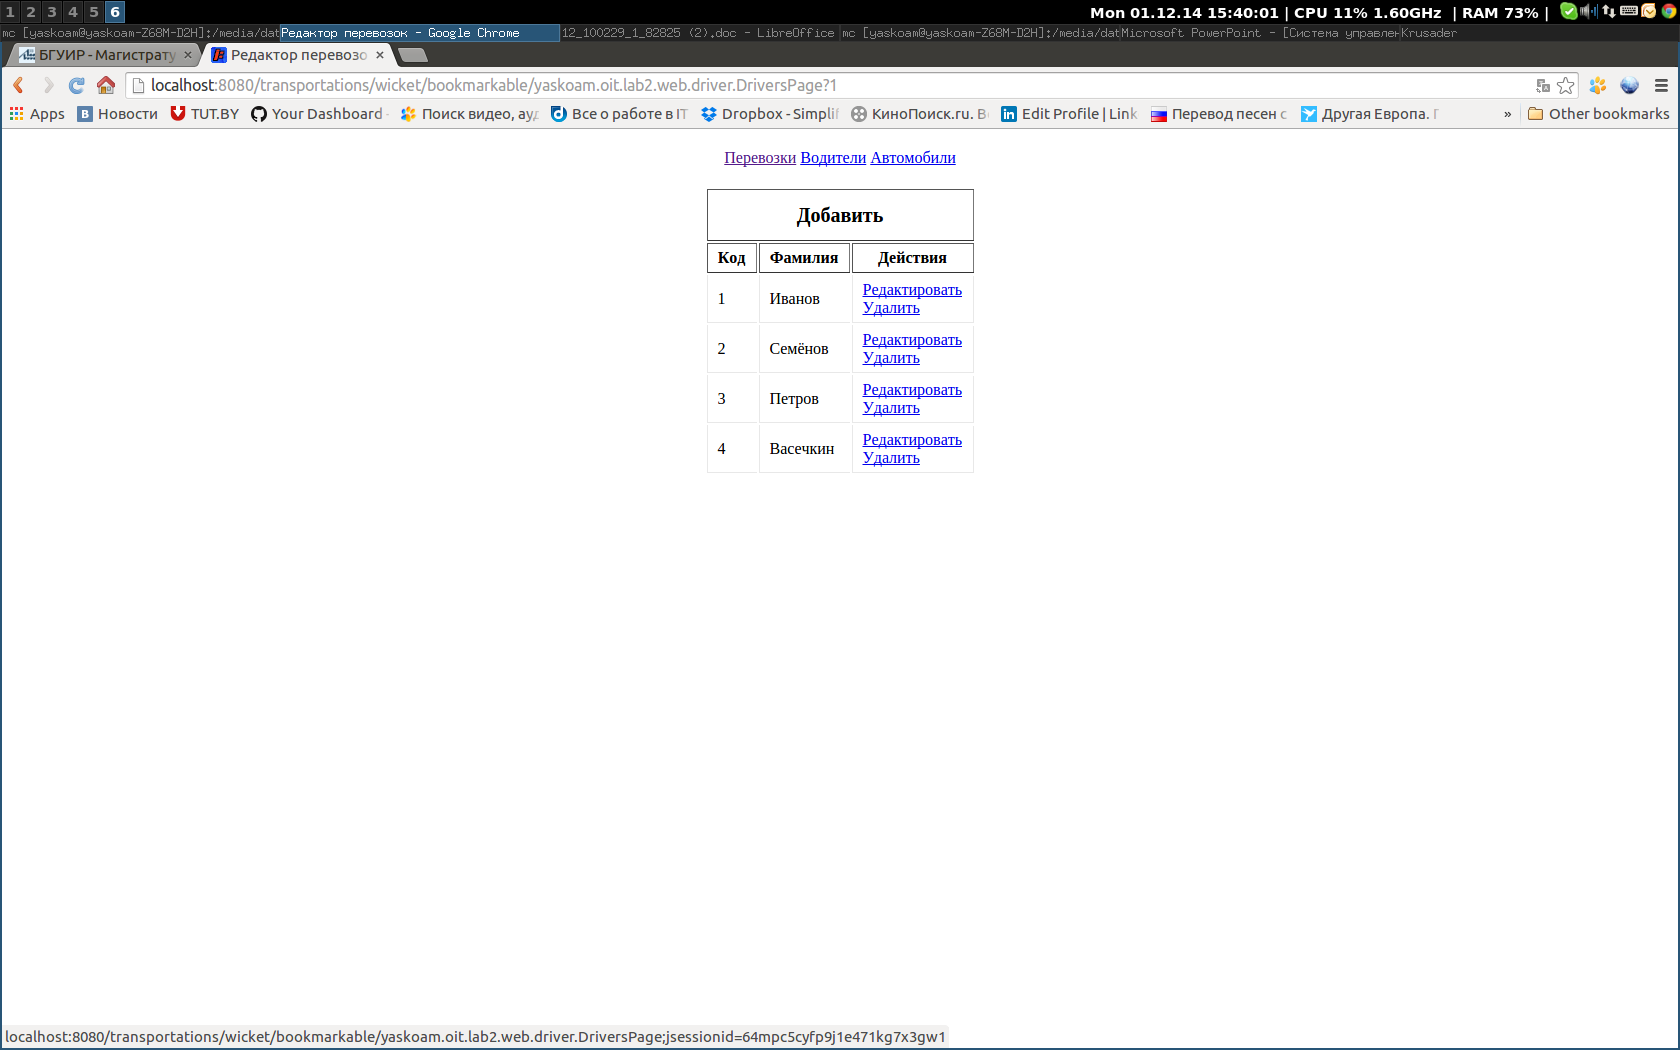 1 2 3 4 5 6
Mon 01.12.14 15:40:01 | CPU 11% 1.60GHz | RAM 73% |
mc [yaskoam@yaskoam-Z68M-D2H]:/media/dat Редактор перевозок - Google Chrome 12_100229_1_82825 (2).doc - LibreOffice mc [yaskoam@yaskoam-Z68M-D2H]:/media/dat Microsoft PowerPoint - [Система управлен Krusader
БГУИР - Магистрату Редактор перевозо
localhost:8080/transportations/wicket/bookmarkable/yaskoam.oit.lab2.web.driver.DriversPage?1
Apps Новости TUT.BY Your Dashboard Поиск видео, ауд Все о работе в IT Dropbox - Simplif КиноПоиск.ru. В Edit Profile | Link Перевод песен с Другая Европа. Г » Other bookmarks
Перевозки Водители Автомобили
Добавить
Код Фамилия Действия
1 Иванов Редактировать
Удалить
2 Семёнов Редактировать
Удалить
3 Петров Редактировать
Удалить
4 Васечкин Редактировать
Удалить
localhost:8080/transportations/wicket/bookmarkable/yaskoam.oit.lab2.web.driver.DriversPage;jsessionid=64mpc5cyfp9j1e471kg7x3gw1